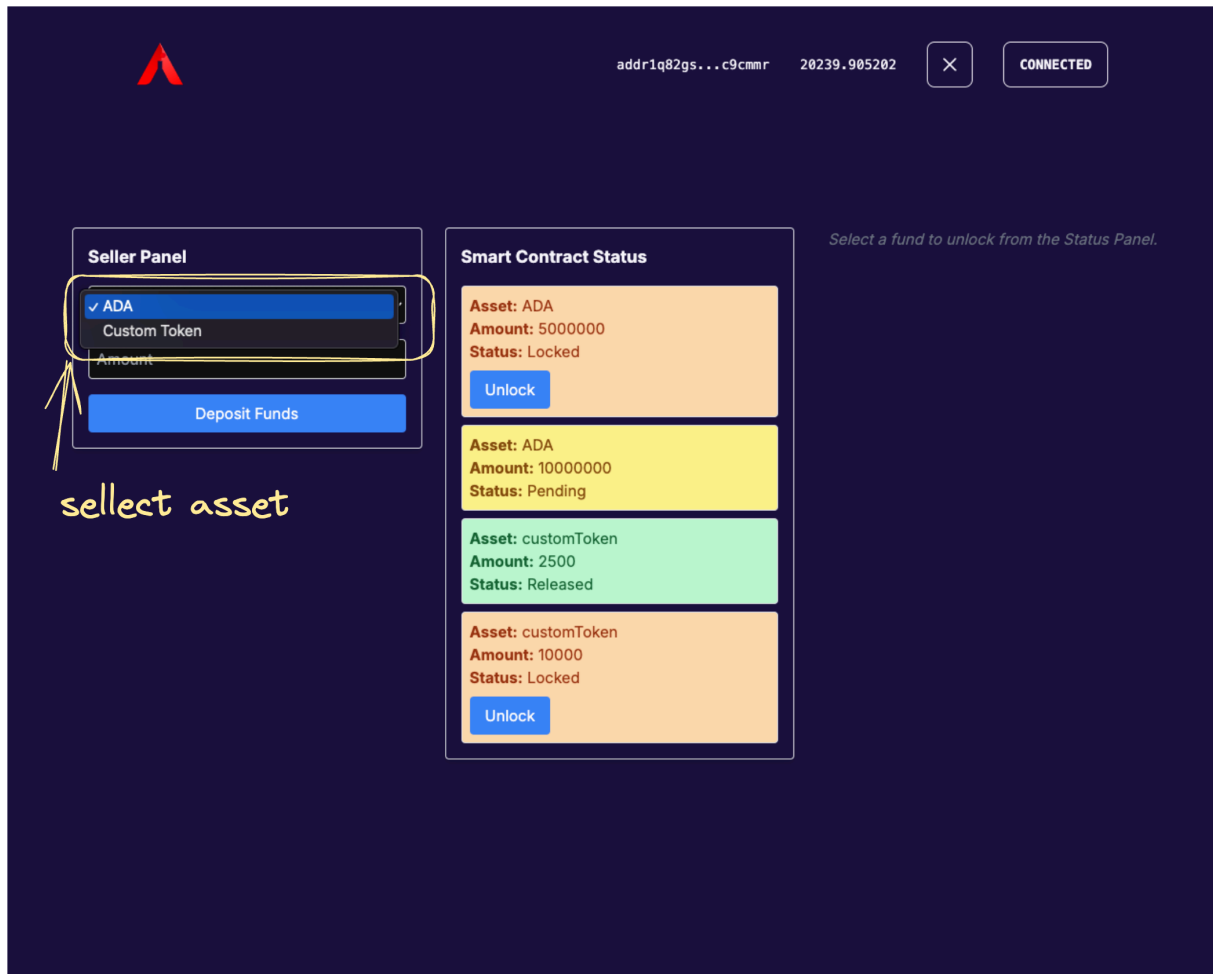 addr1q82gs...c9cmmr 20239.905202 CONNECTED
Seller Panel
✓ ADA
Custom Token
Amount
Deposit Funds
sellect asset
Smart Contract Status
Asset: ADA
Amount: 5000000
Status: Locked
Unlock
Asset: ADA
Amount: 10000000
Status: Pending
Asset: customToken
Amount: 2500
Status: Released
Asset: customToken
Amount: 10000
Status: Locked
Unlock
Select a fund to unlock from the Status Panel.